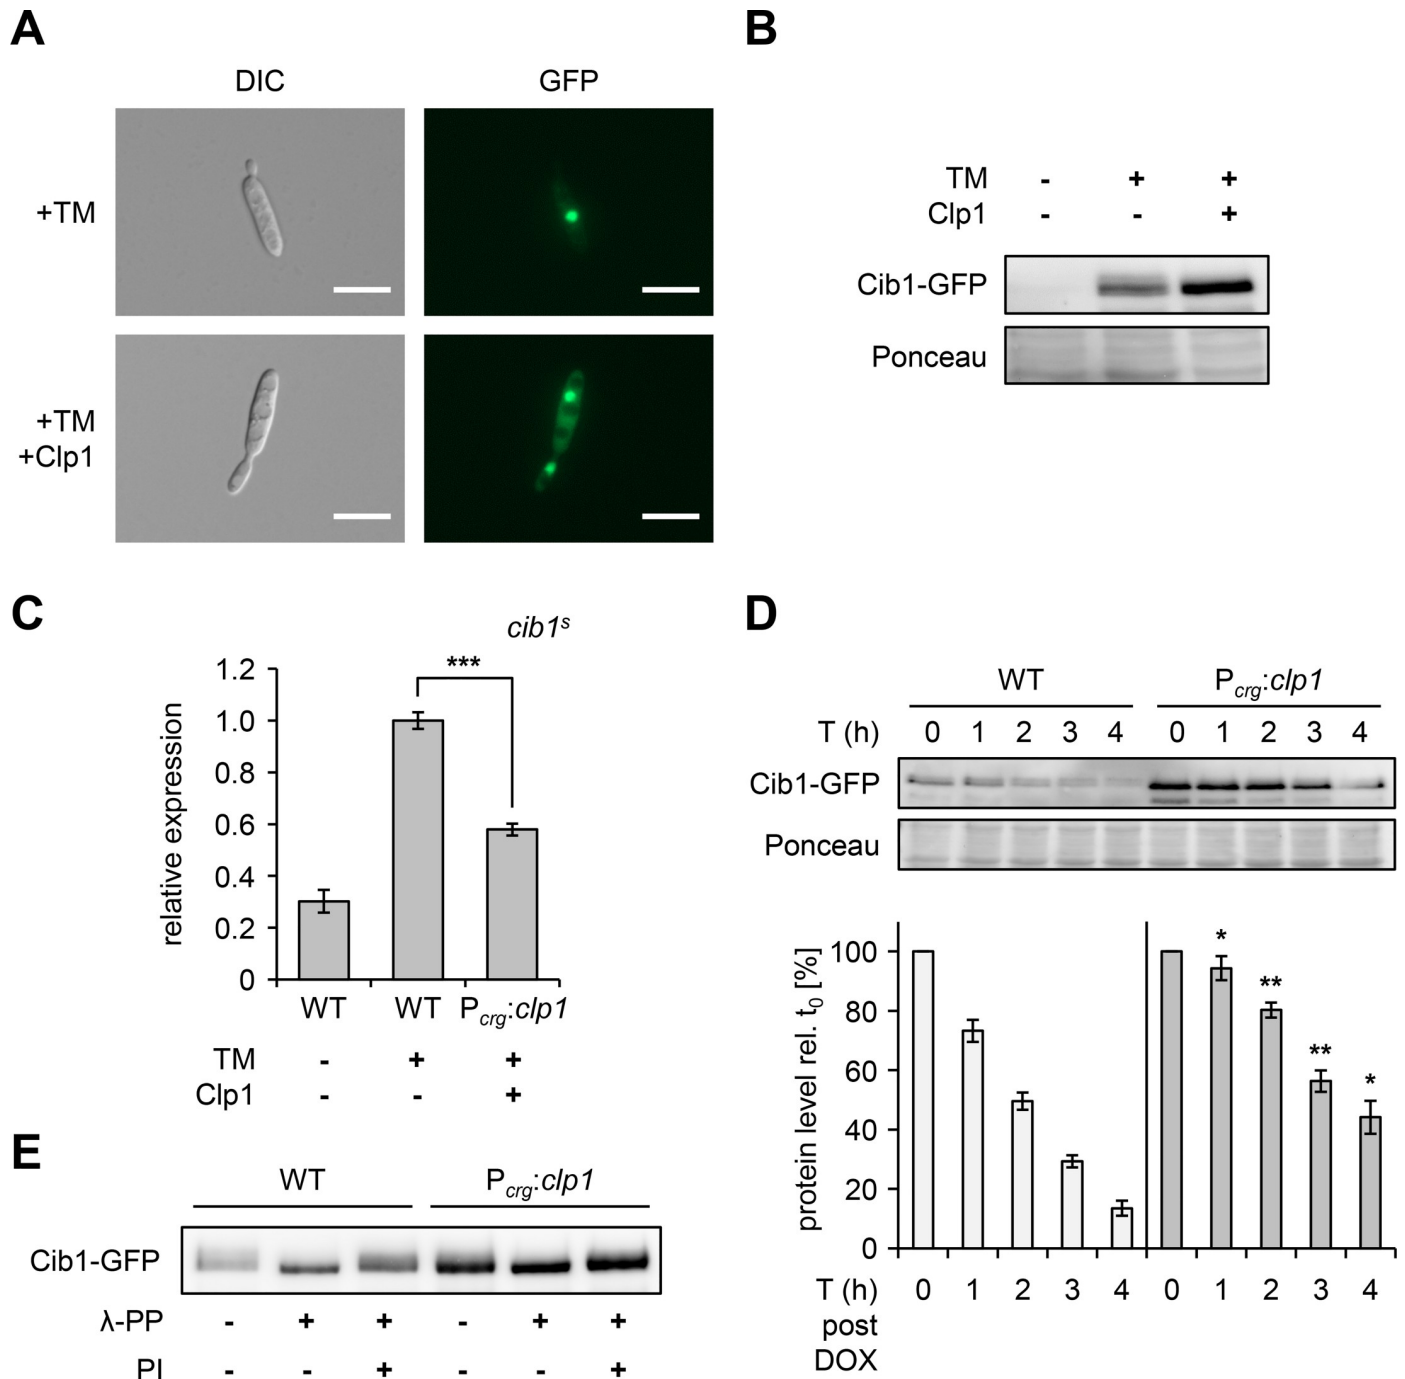 A
DIC GFP
+TM
+TM
+Clp1
B
TM - + +
Clp1 - - +
Cib1-GFP
Ponceau
C
cib1ˢ
***
relative expression
1.2
1.0
0.8
0.6
0.4
0.2
0
WT WT Pcrg:clp1
TM - + +
Clp1 - - +
D
WT Pcrg:clp1
T (h) 0 1 2 3 4 0 1 2 3 4
Cib1-GFP
Ponceau
protein level rel. t₀ [%]
100
80
60
40
20
0
* ** ** *
T (h) 0 1 2 3 4 0 1 2 3 4
post
DOX
E
WT Pcrg:clp1
Cib1-GFP
λ-PP - + + - + +
PI - - + - - +